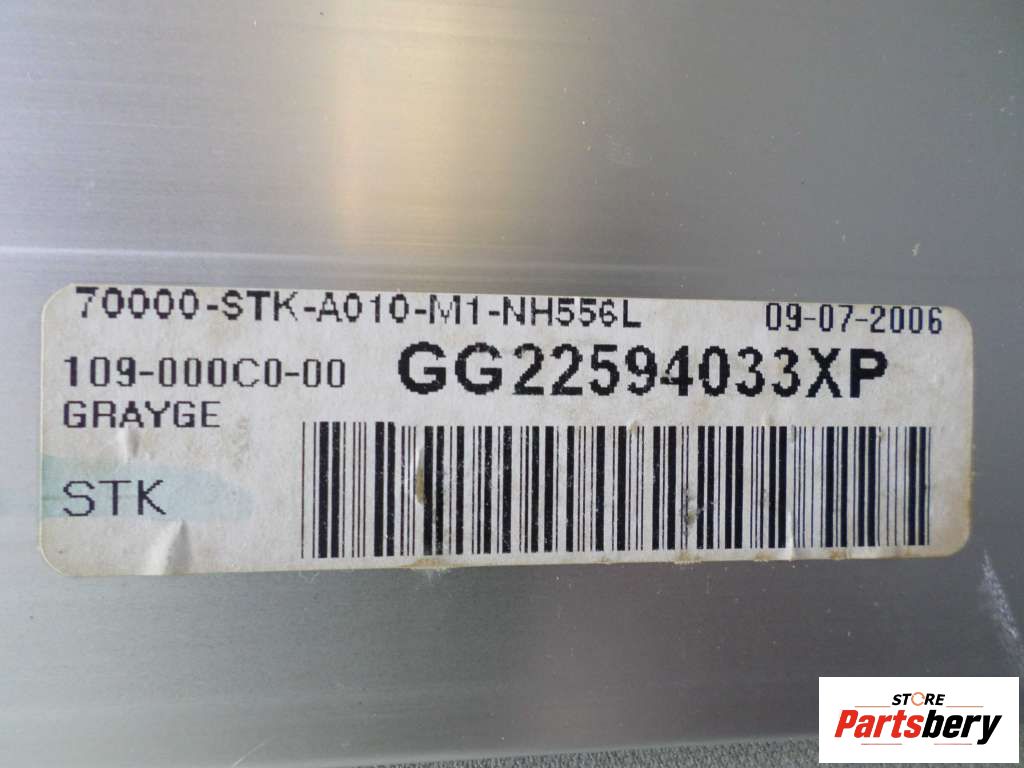 70000-STK-A010-M1-NH556L 09-07-2006
109-000C0-00 GG22594033XP
GRAYGE
STK
STORE
Partsbery